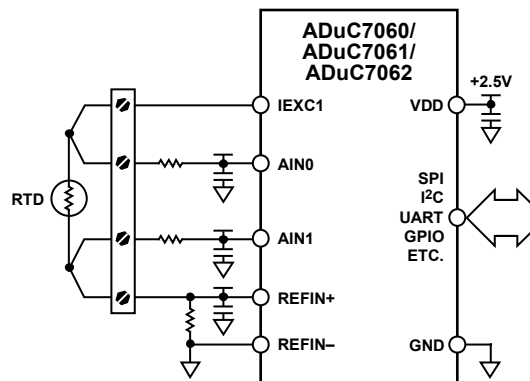 ADuC7060/
ADuC7061/
ADuC7062
+2.5V
IEXC1
VDD
AIN0
SPI
I²C
UART
GPIO
ETC.
RTD
AIN1
REFIN+
REFIN–
GND